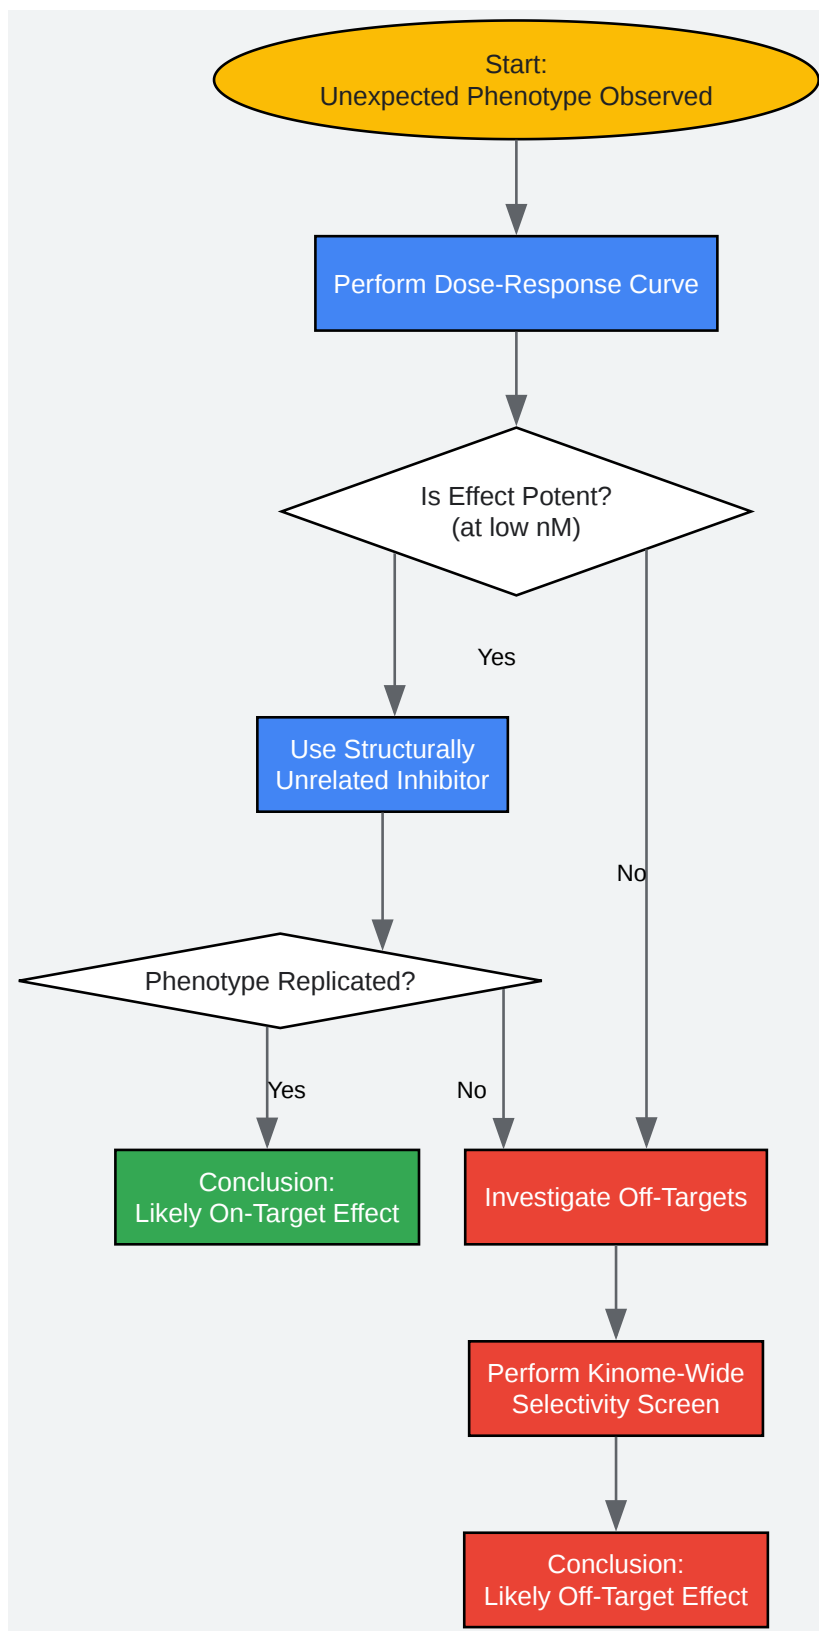 Start:
Unexpected Phenotype Observed
Perform Dose-Response Curve
Is Effect Potent?
(at low nM)
Yes
Use Structurally
Unrelated Inhibitor
No
Phenotype Replicated?
Yes
No
Conclusion:
Likely On-Target Effect
Investigate Off-Targets
Perform Kinome-Wide
Selectivity Screen
Conclusion:
Likely Off-Target Effect